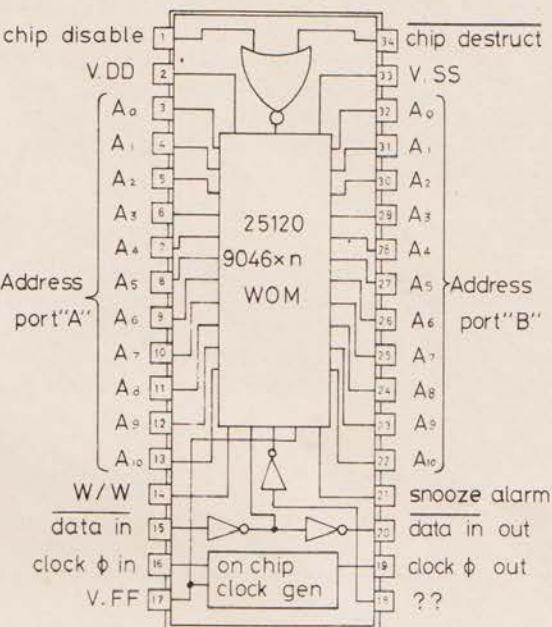 chip disable 1
V.DD 2
A₀ 3
A₁ 4
A₂ 5
A₃ 6
A₄ 7
A₅ 8
A₆ 9
A₇ 10
A₈ 11
A₉ 12
A₁₀ 13
Address
port"A"
W/W 14
data in 15
clock ϕ in 16
V.FF 17
25120
9046×n
WOM
on chip
clock gen
34 chip destruct
33 V.SS
32 A₀
31 A₁
30 A₂
29 A₃
28 A₄
27 A₅
26 A₆
25 A₇
24 A₈
23 A₉
22 A₁₀
Address
port"B"
21 snooze alarm
20 data in out
19 clock ϕ out
18 ??